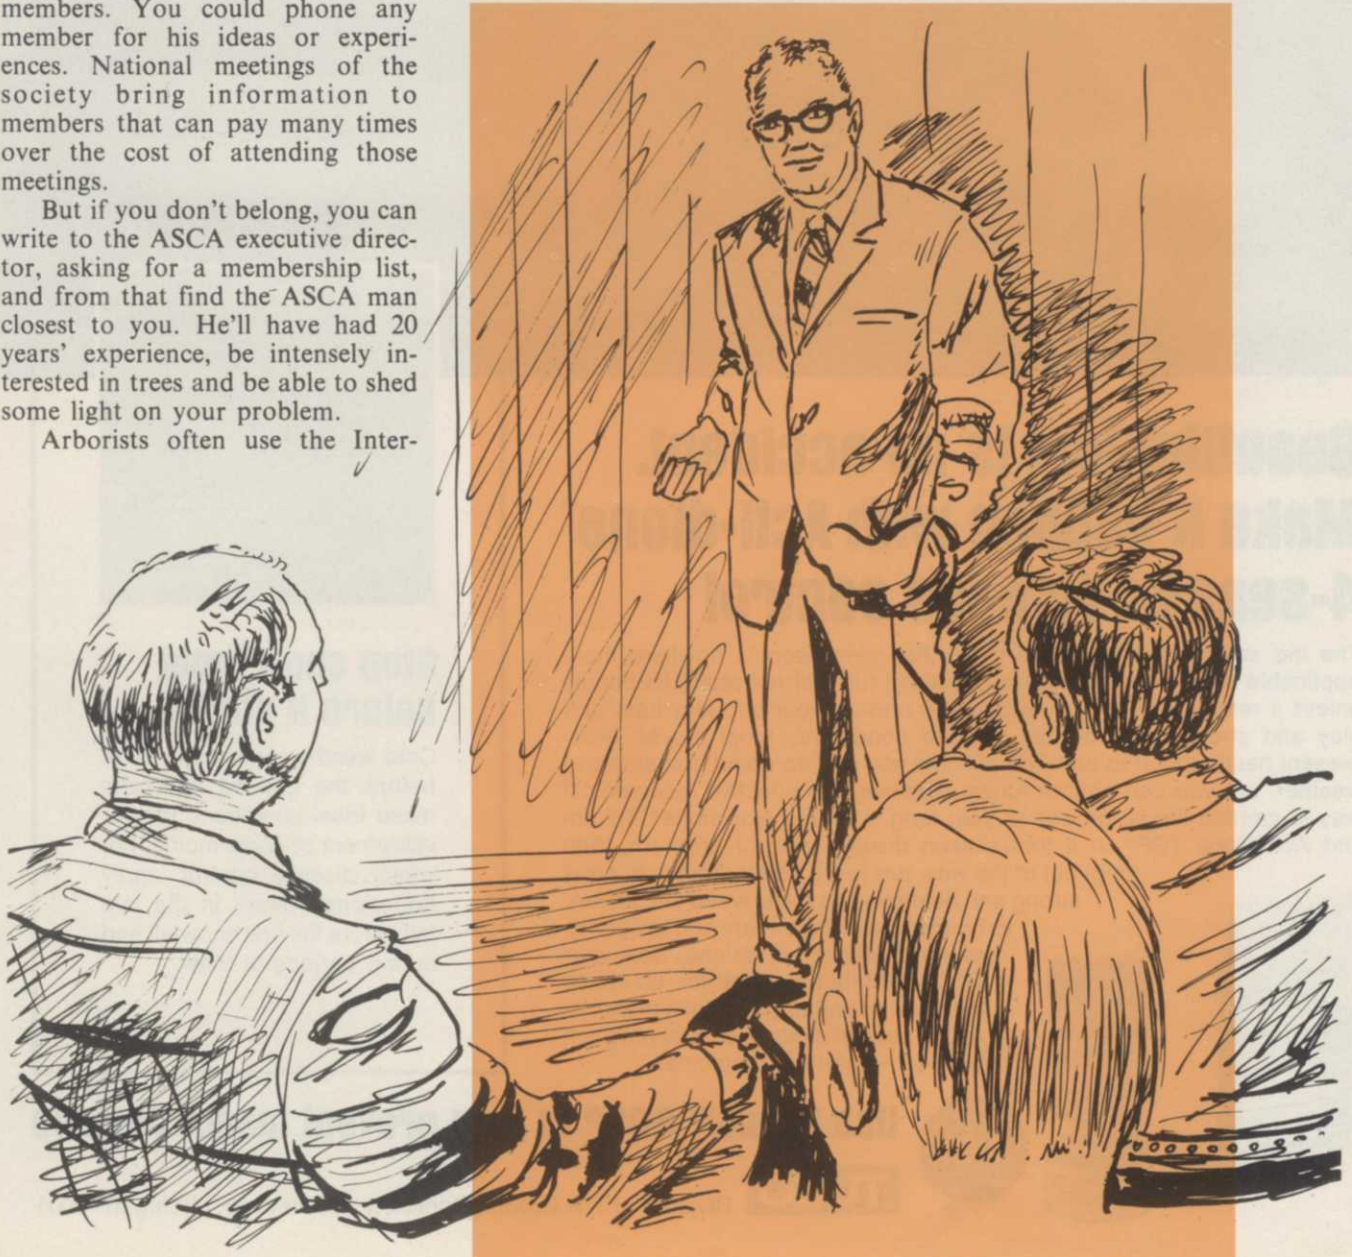 members. You could phone any
member for his ideas or experi-
ences. National meetings of the
society bring information to
members that can pay many times
over the cost of attending those
meetings.
But if you don't belong, you can
write to the ASCA executive direc-
tor, asking for a membership list,
and from that find the ASCA man
closest to you. He'll have had 20
years' experience, be intensely in-
terested in trees and be able to shed
some light on your problem.
Arborists often use the Inter-